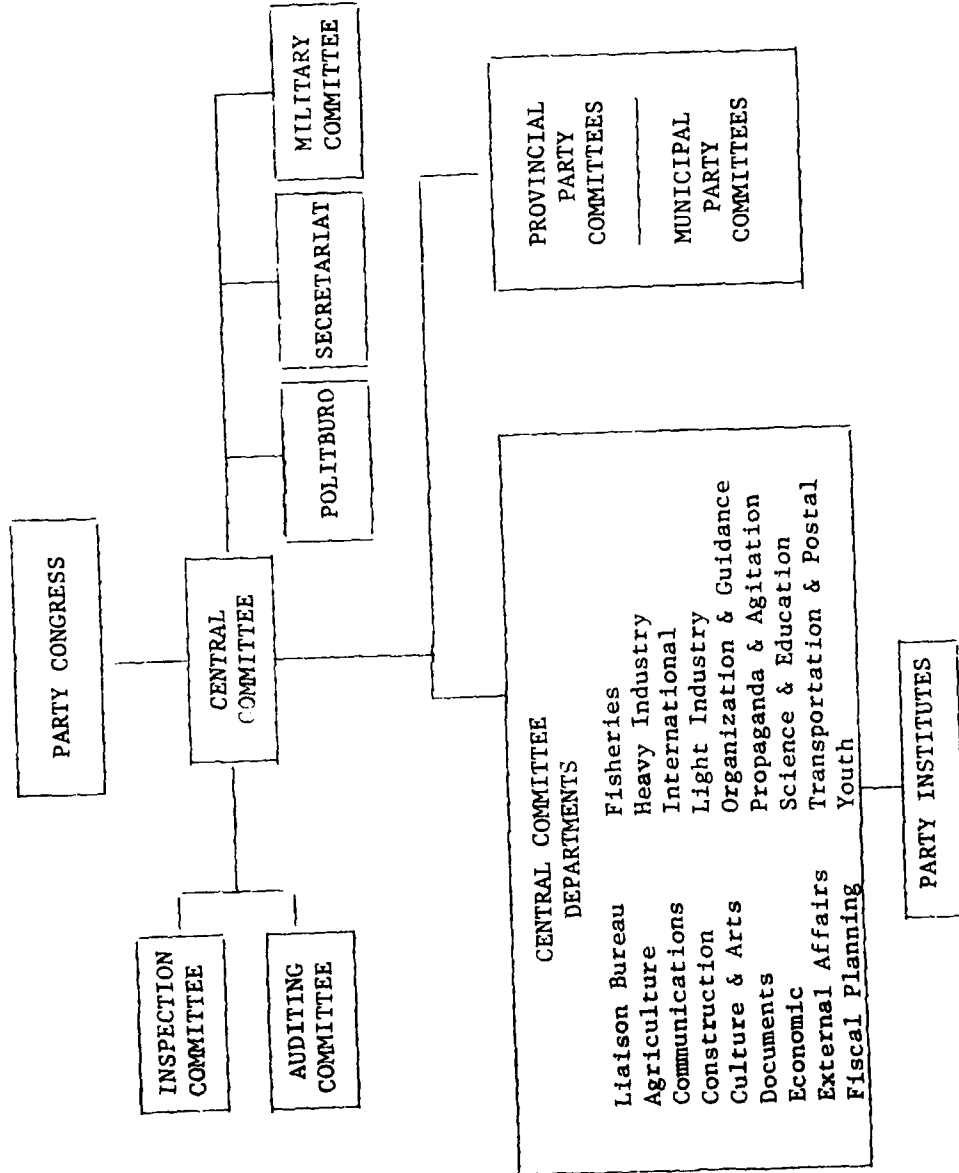 PARTY CONGRESS
CENTRAL
COMMITTEE
INSPECTION
COMMITTEE
AUDITING
COMMITTEE
POLITBURO
SECRETARIAT
MILITARY
COMMITTEE
CENTRAL COMMITTEE
DEPARTMENTS
Liaison Bureau
Agriculture
Communications
Construction
Culture & Arts
Documents
Economic
External Affairs
Fiscal Planning
Fisheries
Heavy Industry
International
Light Industry
Organization & Guidance
Propaganda & Agitation
Science & Education
Transportation & Postal
Youth
PROVINCIAL
PARTY
COMMITTEES
MUNICIPAL
PARTY
COMMITTEES
PARTY INSTITUTES